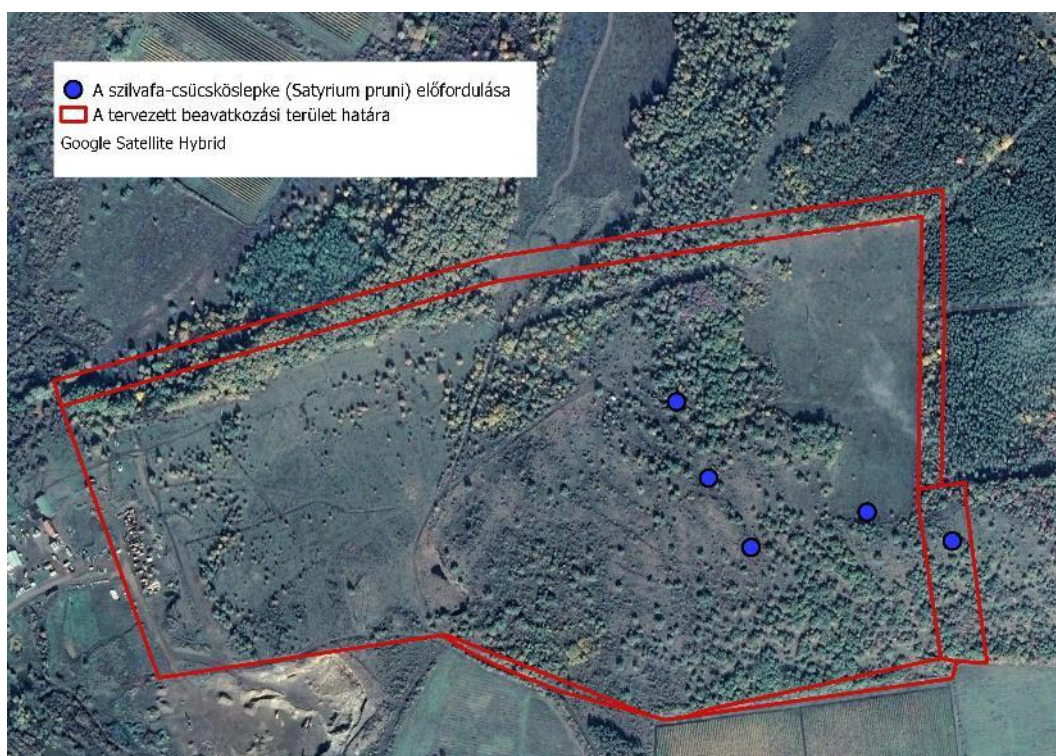 A szilvafa-csücsköslepke (Satyrium pruni) előfordulása
A tervezett beavatkozási terület határa
Google Satellite Hybrid